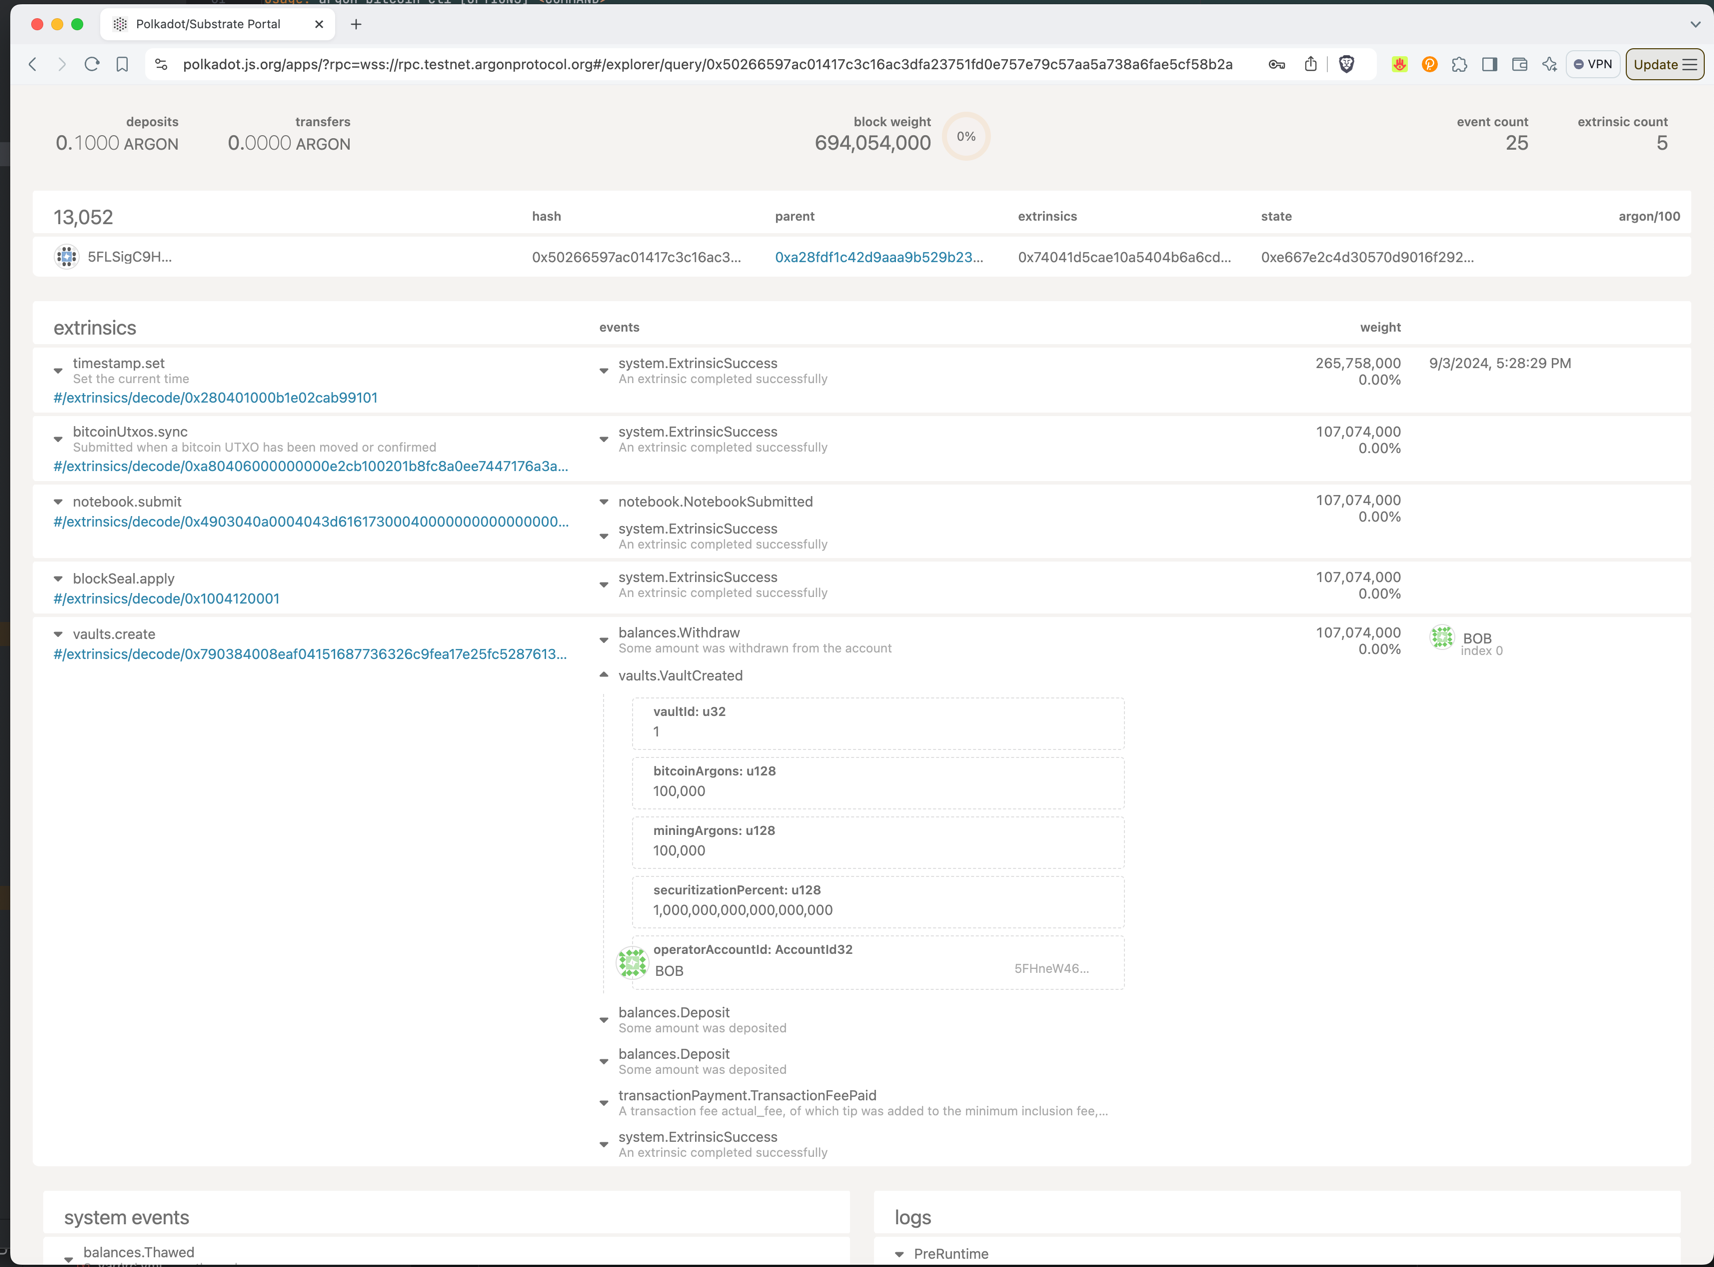 Usage: argon-bitcoin-cli [OPTIONS] <COMMAND>
Polkadot/Substrate Portal
polkadot.js.org/apps/?rpc=wss://rpc.testnet.argonprotocol.org#/explorer/query/0x50266597ac01417c3c16ac3dfa23751fd0e757e79c57aa5a738a6fae5cf58b2a
VPN
Update
deposits
0.1000 ARGON
transfers
0.0000 ARGON
block weight
694,054,000
0%
event count
25
extrinsic count
5
13,052 hash parent extrinsics state argon/100
5FLSigC9H... 0x50266597ac01417c3c16ac3... 0xa28fdf1c42d9aaa9b529b23... 0x74041d5cae10a5404b6a6cd... 0xe667e2c4d30570d9016f292...
extrinsics events weight
timestamp.set
Set the current time
#/extrinsics/decode/0x280401000b1e02cab99101
system.ExtrinsicSuccess
An extrinsic completed successfully
265,758,000
0.00%
9/3/2024, 5:28:29 PM
bitcoinUtxos.sync
Submitted when a bitcoin UTXO has been moved or confirmed
#/extrinsics/decode/0xa80406000000000e2cb100201b8fc8a0ee7447176a3a...
system.ExtrinsicSuccess
An extrinsic completed successfully
107,074,000
0.00%
notebook.submit
#/extrinsics/decode/0x4903040a0004043d616173000400000000000000000...
notebook.NotebookSubmitted
system.ExtrinsicSuccess
An extrinsic completed successfully
107,074,000
0.00%
blockSeal.apply
#/extrinsics/decode/0x1004120001
system.ExtrinsicSuccess
An extrinsic completed successfully
107,074,000
0.00%
vaults.create
#/extrinsics/decode/0x790384008eaf04151687736326c9fea17e25fc5287613...
balances.Withdraw
Some amount was withdrawn from the account
107,074,000
0.00%
BOB
index 0
vaults.VaultCreated
vaultId: u32
1
bitcoinArgons: u128
100,000
miningArgons: u128
100,000
securitizationPercent: u128
1,000,000,000,000,000,000
operatorAccountId: AccountId32
BOB 5FHneW46...
balances.Deposit
Some amount was deposited
balances.Deposit
Some amount was deposited
transactionPayment.TransactionFeePaid
A transaction fee actual_fee, of which tip was added to the minimum inclusion fee,...
system.ExtrinsicSuccess
An extrinsic completed successfully
system events
balances.Thawed
logs
PreRuntime